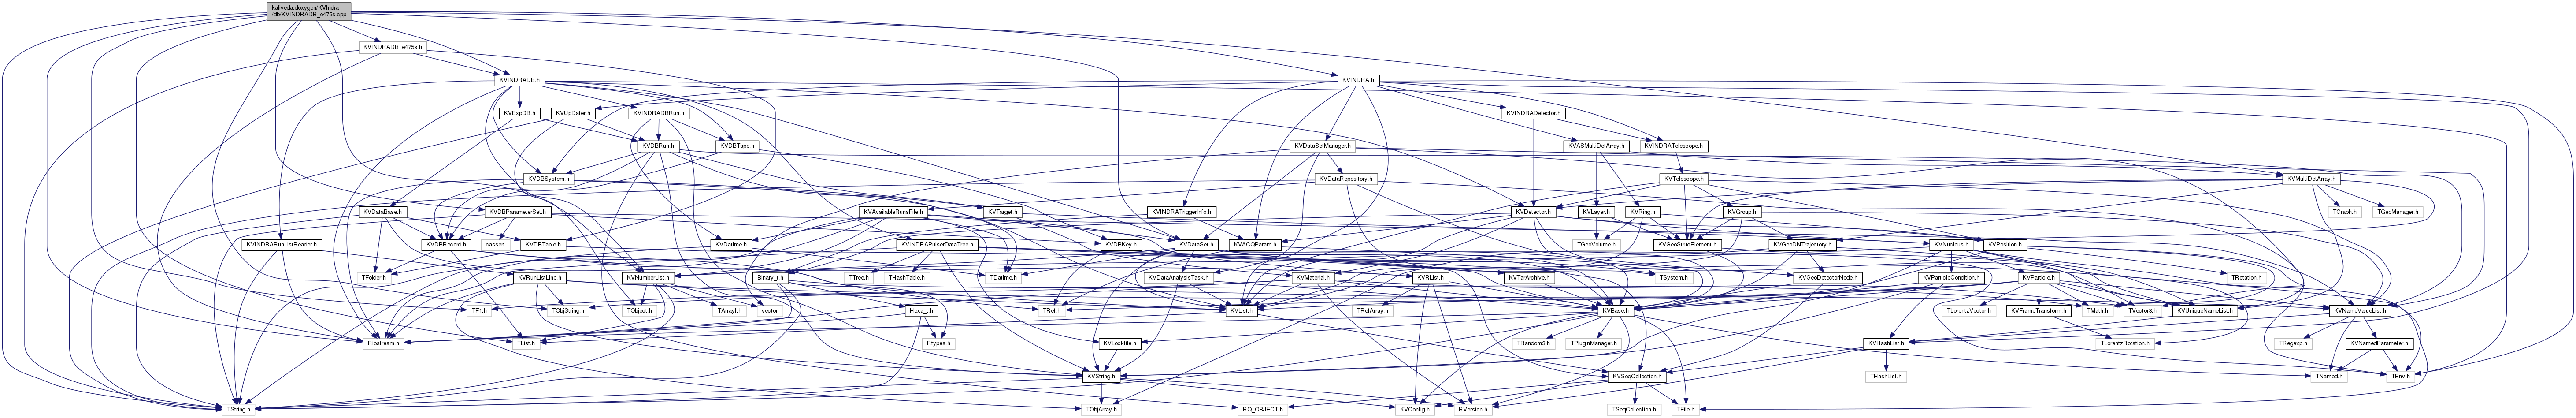 kaliveda.doxygen/KVIndra
/db/KVINDRADB_e475s.cpp
KVINDRADB_e475s.h
KVINDRADB.h
KVINDRA.h
KVExpDB.h
KVUpDater.h
KVINDRADBRun.h
KVINDRADetector.h
KVDBRun.h
KVDBTape.h
KVDataSetManager.h
KVASMultiDetArray.h
KVINDRATelescope.h
KVDBSystem.h
KVDataRepository.h
KVTelescope.h
KVMultiDetArray.h
KVDataBase.h
KVDBParameterSet.h
KVAvailableRunsFile.h
KVTarget.h
KVINDRATriggerInfo.h
KVDetector.h
KVLayer.h
KVRing.h
KVGroup.h
TGraph.h
TGeoManager.h
KVINDRARunListReader.h
KVDBRecord.h
cassert
KVDBTable.h
KVDatime.h
KVINDRAPulserDataTree.h
KVDBKey.h
KVDataSet.h
KVACQParam.h
TGeoVolume.h
KVGeoStrucElement.h
KVGeoDNTrajectory.h
KVNucleus.h
KVPosition.h
TFolder.h
KVRunListLine.h
KVNumberList.h
TDatime.h
Binary_t.h
TTree.h
THashTable.h
KVDataAnalysisTask.h
KVMaterial.h
KVRList.h
KVTarArchive.h
TSystem.h
KVGeoDetectorNode.h
KVParticleCondition.h
KVParticle.h
TRotation.h
TF1.h
TObjString.h
TObject.h
TArrayI.h
vector
Hexa_t.h
TRef.h
KVList.h
TRefArray.h
KVBase.h
TLorentzVector.h
KVFrameTransform.h
TMath.h
TVector3.h
KVUniqueNameList.h
KVNameValueList.h
Riostream.h
TList.h
Rtypes.h
KVLockfile.h
TRandom3.h
TPluginManager.h
KVHashList.h
TLorentzRotation.h
TRegexp.h
KVNamedParameter.h
KVString.h
KVSeqCollection.h
THashList.h
TNamed.h
TEnv.h
TString.h
TObjArray.h
RQ_OBJECT.h
KVConfig.h
RVersion.h
TSeqCollection.h
TFile.h